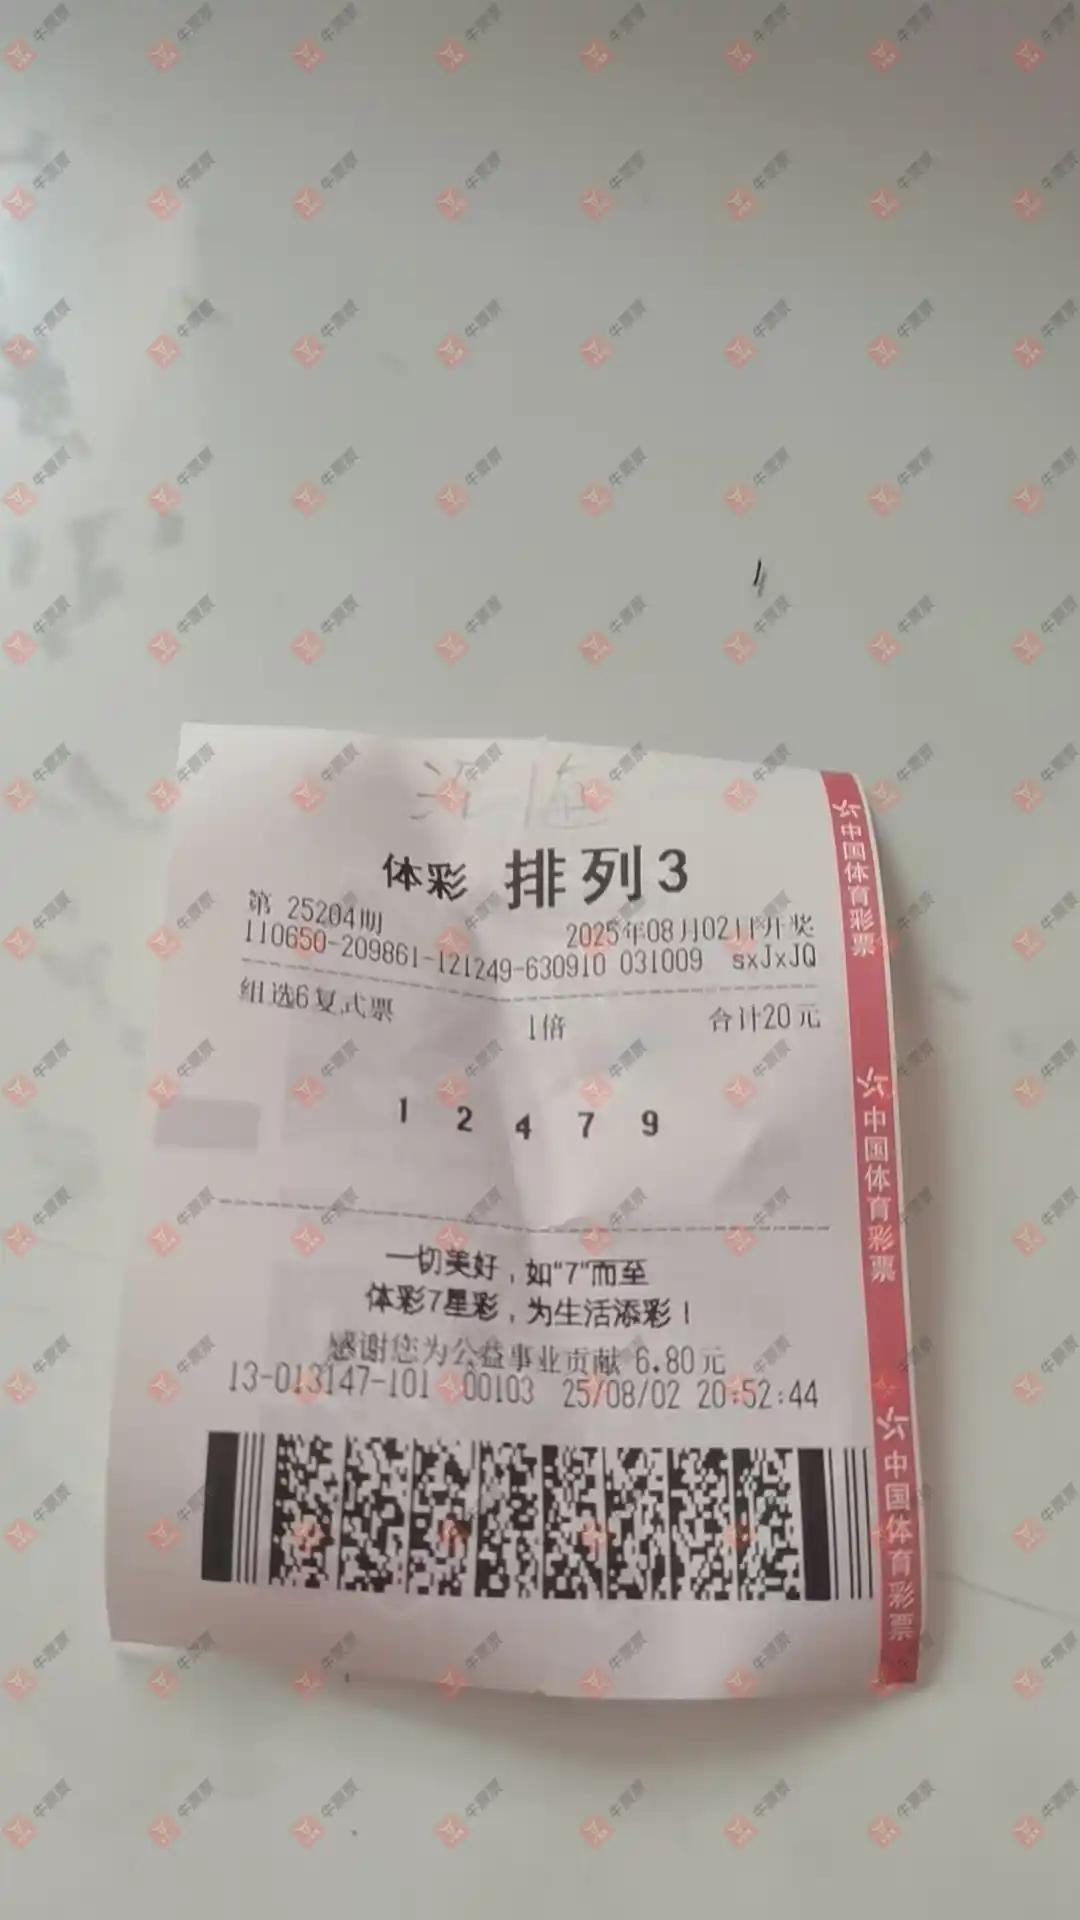 江海
体彩 排列3
第 25204期 2025年08月02日开奖
110650-209861-121249-630910 031009 sxJxJQ
组选6复式票 1倍 合计20元
1 2 4 7 9
一切美好，如“7”而至
体彩7星彩，为生活添彩！
感谢您为公益事业贡献 6.80元
13-013147-101 00103 25/08/02 20:52:44
中国体育彩票
中国体育彩票
中国体育彩票